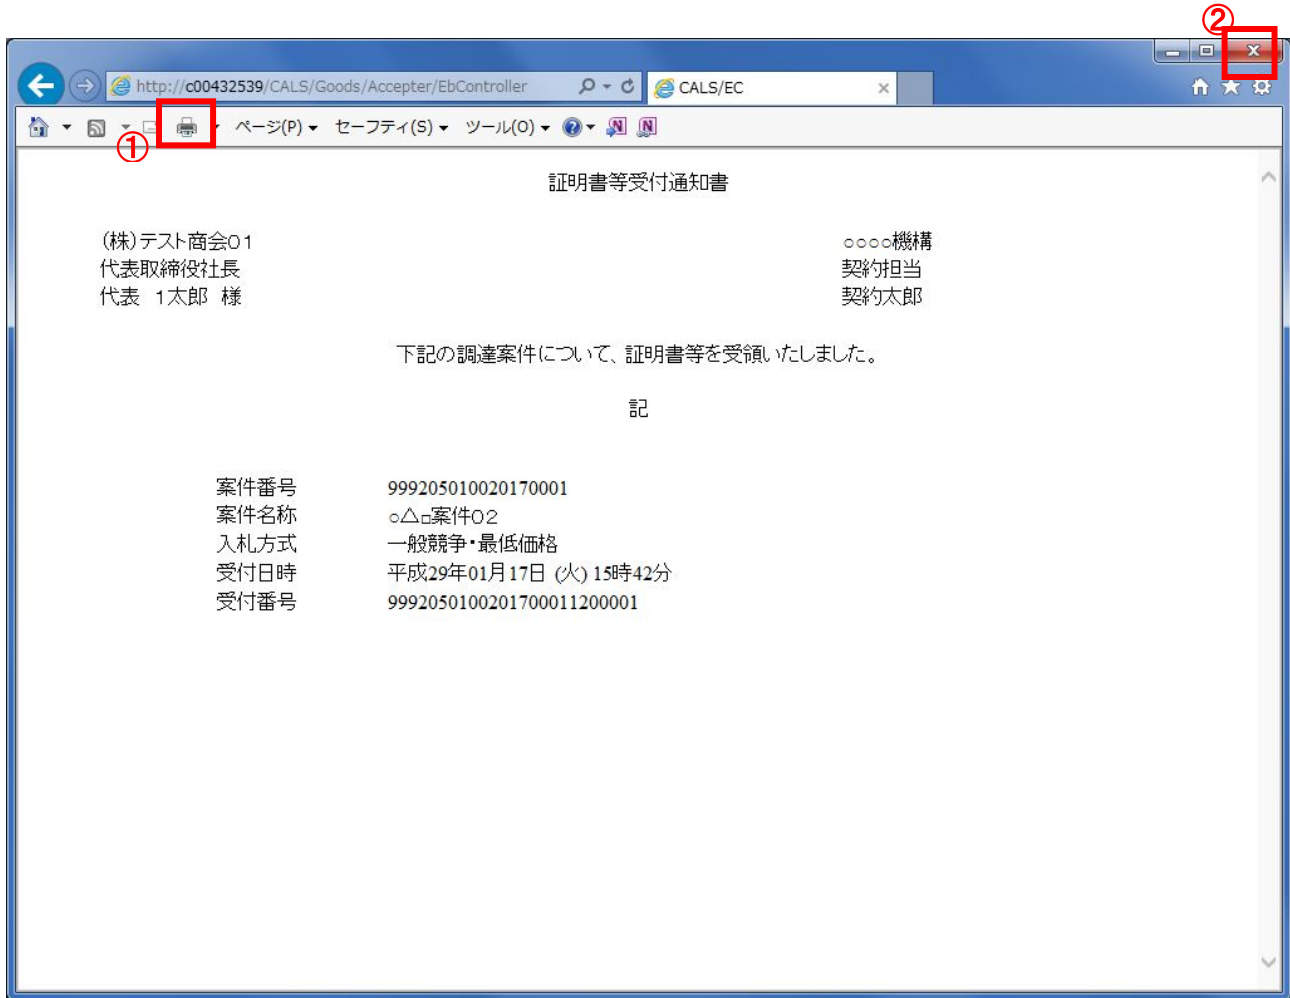 ②
http://c00432539/CALS/Goods/Accepter/EbController
CALS/EC
ページ(P) セーフティ(S) ツール(O)
①
証明書等受付通知書
(株)テスト商会01 ○○○○機構
代表取締役社長 契約担当
代表 1太郎 様 契約太郎
下記の調達案件について、証明書等を受領いたしました。
記
案件番号 999205010020170001
案件名称 ○△□案件02
入札方式 一般競争・最低価格
受付日時 平成29年01月17日 (火) 15時42分
受付番号 9992050100201700011200001